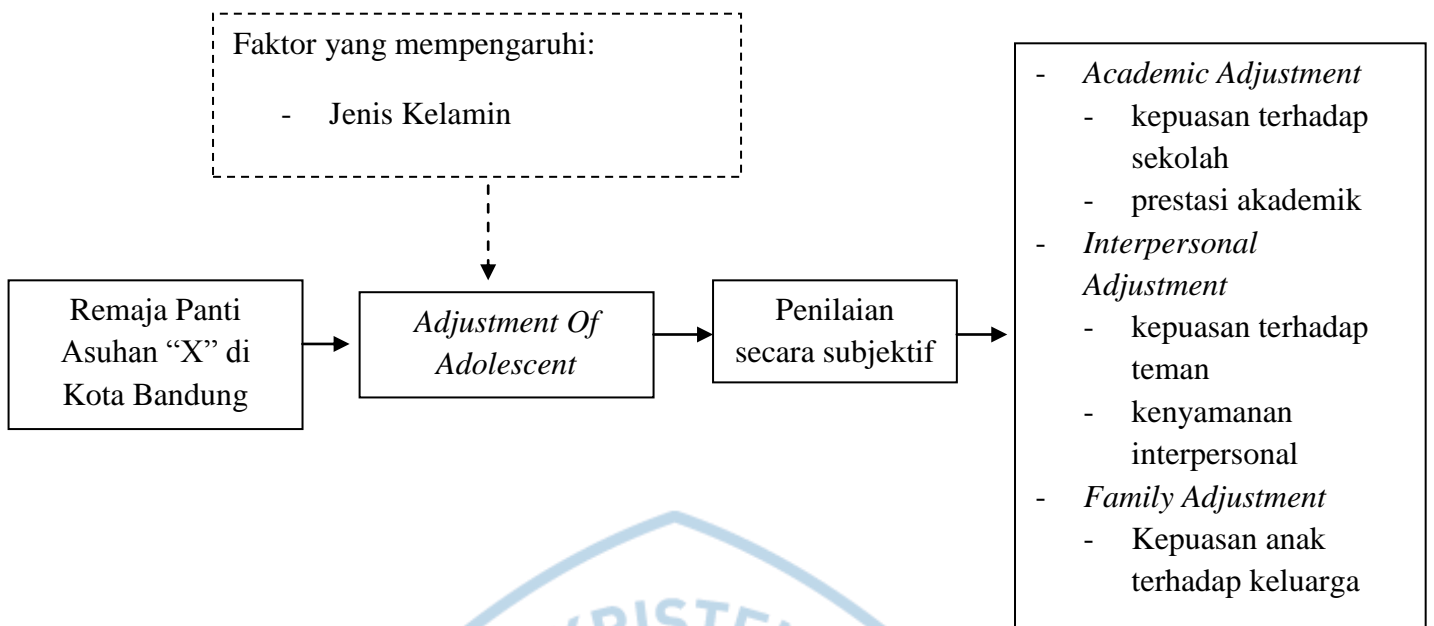 Faktor yang mempengaruhi:
- Jenis Kelamin
Remaja Panti
Asuhan “X” di
Kota Bandung
Adjustment Of
Adolescent
Penilaian
secara subjektif
- Academic Adjustment
- kepuasan terhadap
sekolah
- prestasi akademik
- Interpersonal
Adjustment
- kepuasan terhadap
teman
- kenyamanan
interpersonal
- Family Adjustment
- Kepuasan anak
terhadap keluarga